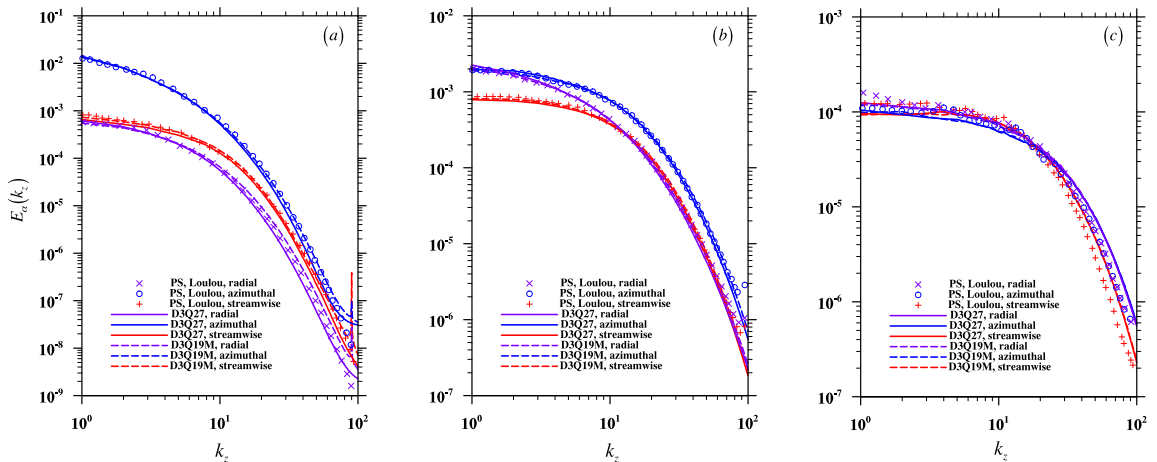 (a)
10^-1
10^-2
10^-3
10^-4
10^-5
10^-6
10^-7
10^-8
10^-9
E_α(k_z)
PS, Loulou, radial
PS, Loulou, azimuthal
PS, Loulou, streamwise
D3Q27, radial
D3Q27, azimuthal
D3Q27, streamwise
D3Q19M, radial
D3Q19M, azimuthal
D3Q19M, streamwise
10^0 10^1 10^2
k_z
(b)
10^-2
10^-3
10^-4
10^-5
10^-6
10^-7
PS, Loulou, radial
PS, Loulou, azimuthal
PS, Loulou, streamwise
D3Q27, radial
D3Q27, azimuthal
D3Q27, streamwise
D3Q19M, radial
D3Q19M, azimuthal
D3Q19M, streamwise
10^0 10^1 10^2
k_z
(c)
10^-3
10^-4
10^-5
10^-6
10^-7
PS, Loulou, radial
PS, Loulou, azimuthal
PS, Loulou, streamwise
D3Q27, radial
D3Q27, azimuthal
D3Q27, streamwise
D3Q19M, radial
D3Q19M, azimuthal
D3Q19M, streamwise
10^0 10^1 10^2
k_z